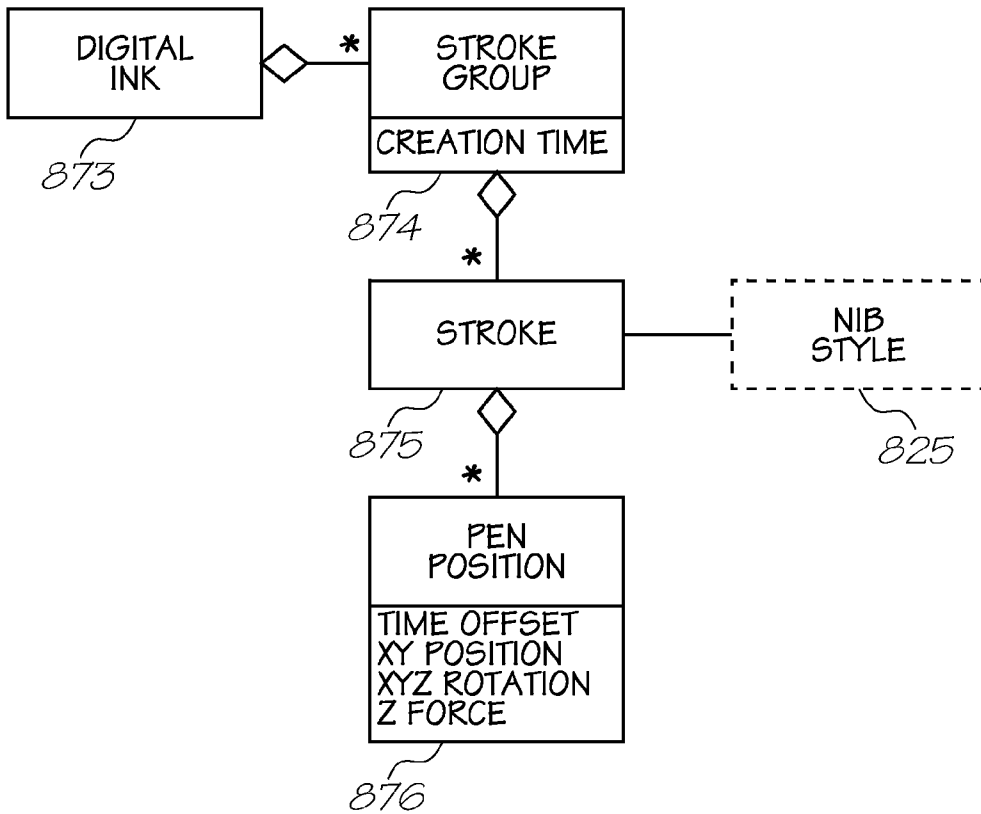 DIGITAL
INK
*
STROKE
GROUP
CREATION TIME
873
874
*
STROKE
NIB
STYLE
875
825
*
PEN
POSITION
TIME OFFSET
XY POSITION
XYZ ROTATION
Z FORCE
876